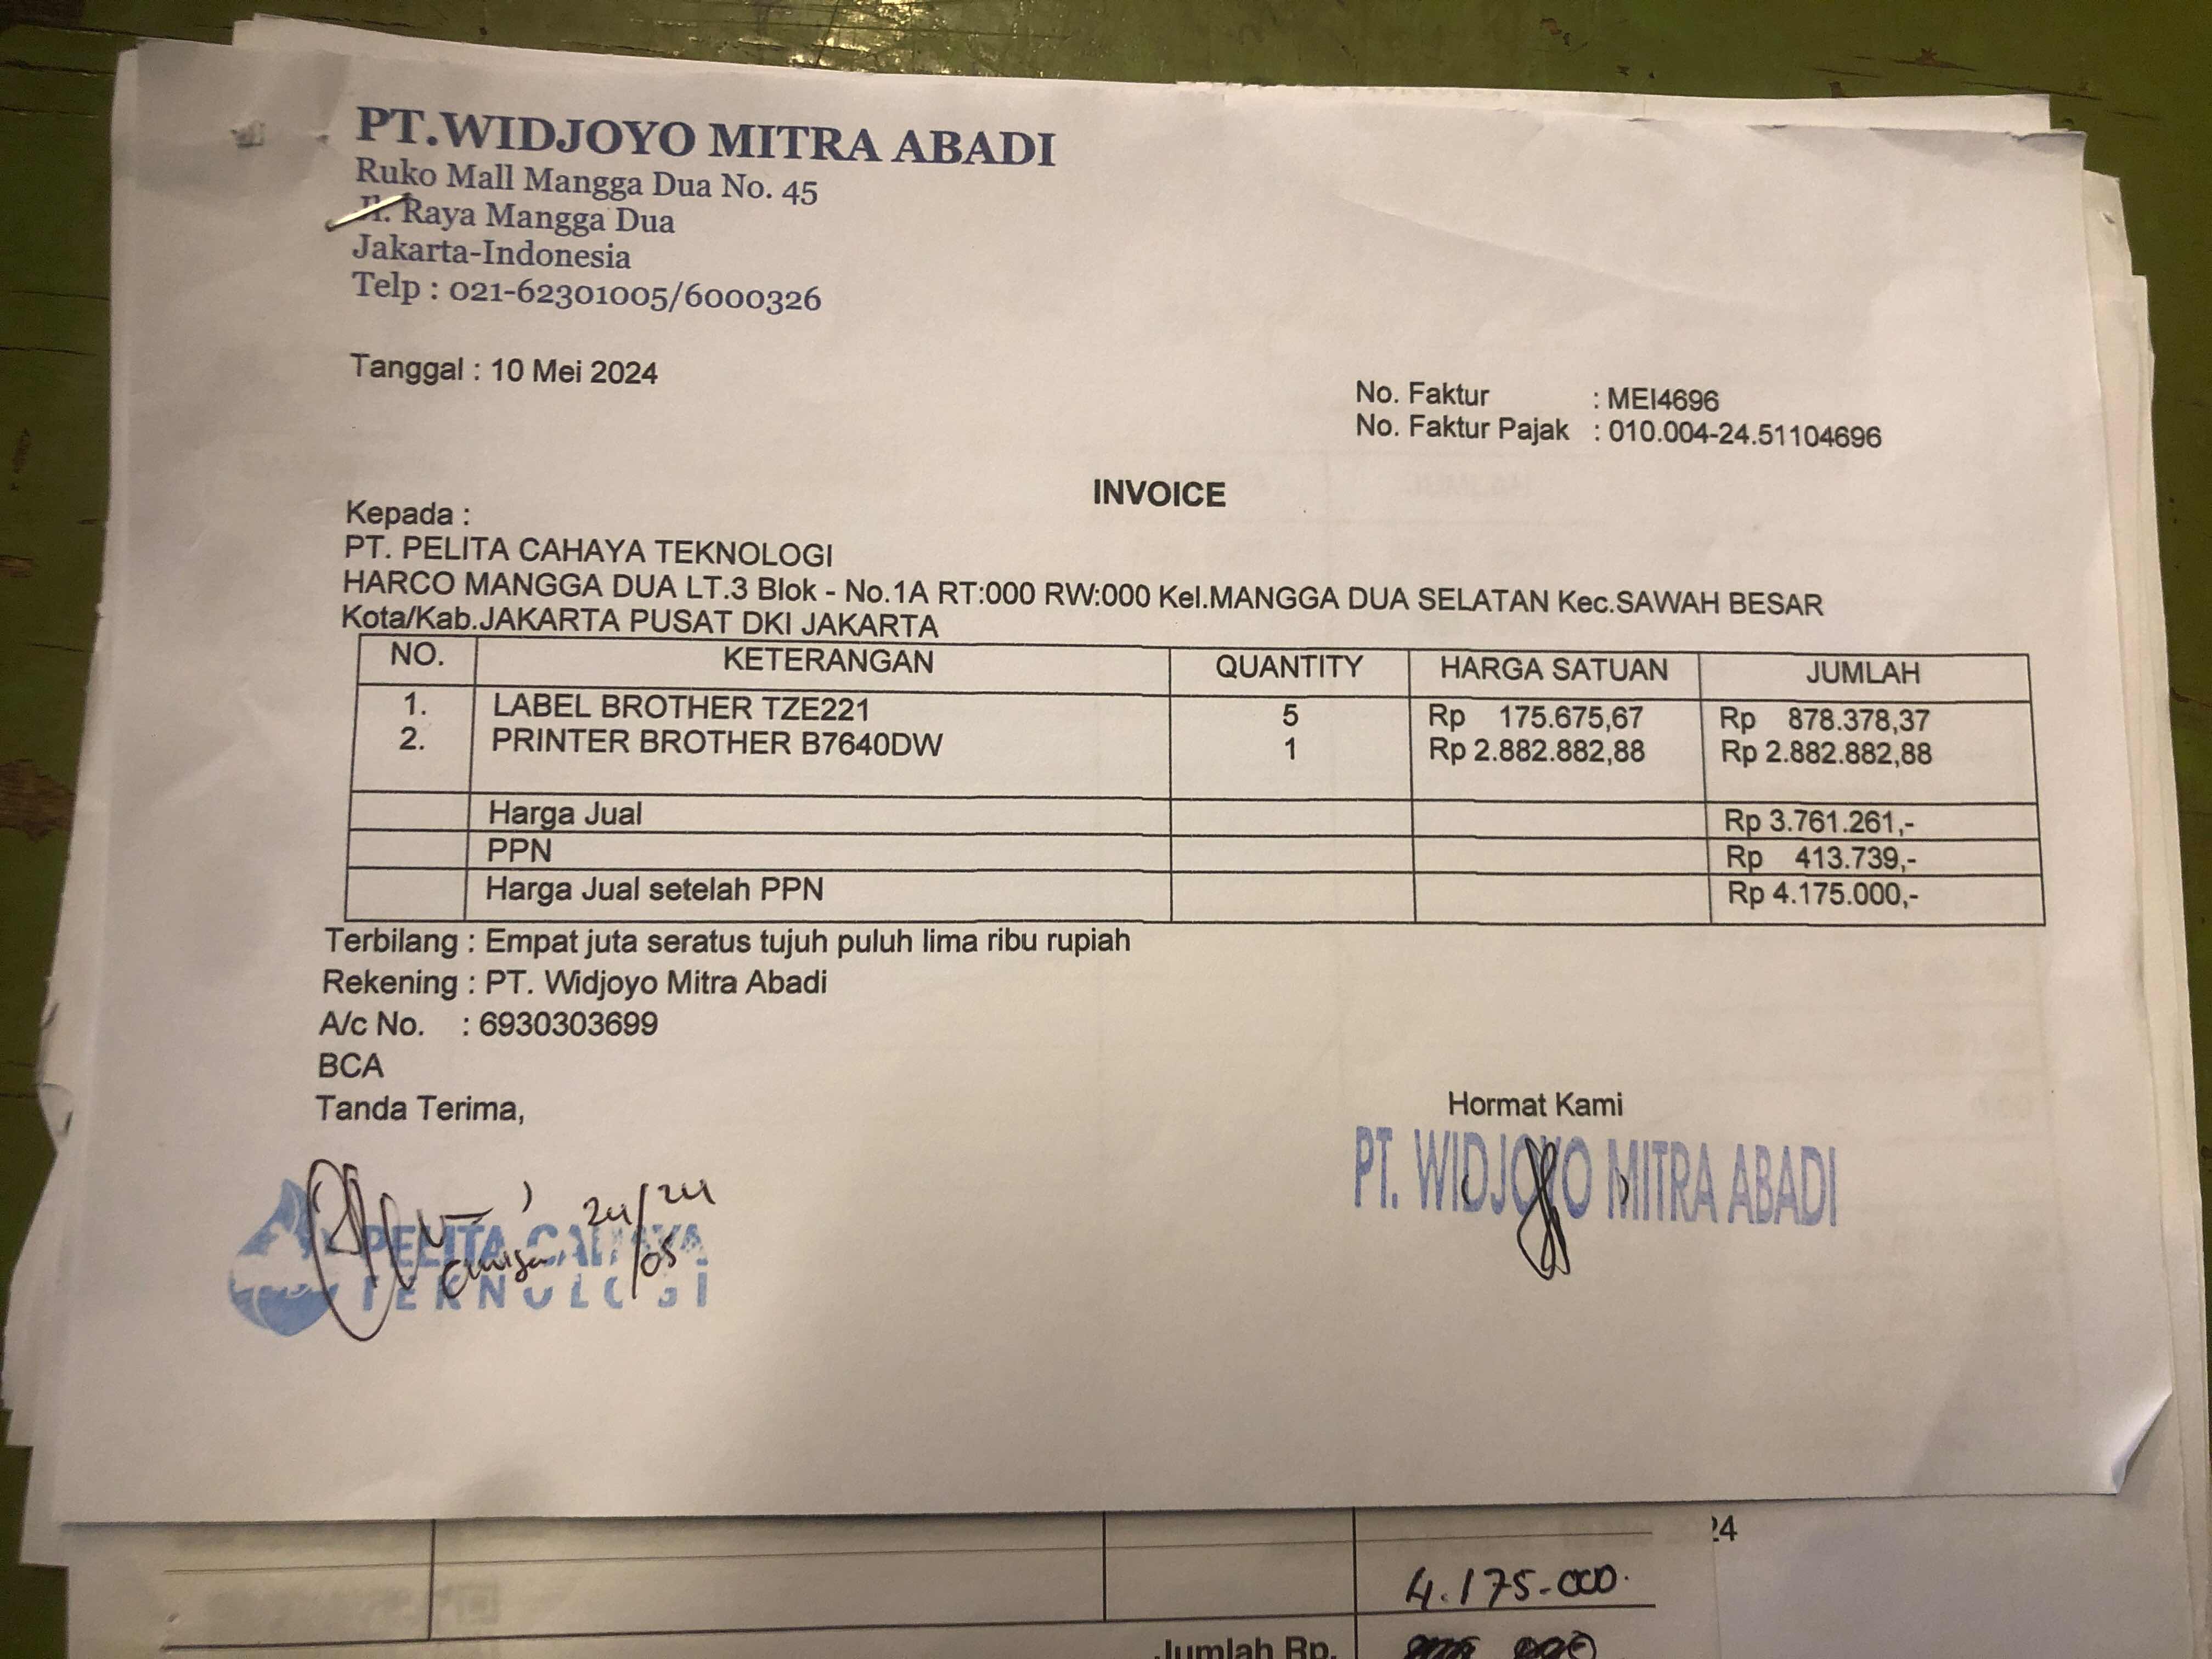 PT.WIDJOYO MITRA ABADI
Ruko Mall Mangga Dua No. 45
Jl. Raya Mangga Dua
Jakarta-Indonesia
Telp : 021-62301005/6000326
Tanggal : 10 Mei 2024
No. Faktur : MEI4696
No. Faktur Pajak : 010.004-24.51104696
INVOICE
Kepada :
PT. PELITA CAHAYA TEKNOLOGI
HARCO MANGGA DUA LT.3 Blok - No.1A RT:000 RW:000 Kel.MANGGA DUA SELATAN Kec.SAWAH BESAR
Kota/Kab.JAKARTA PUSAT DKI JAKARTA
NO. KETERANGAN QUANTITY HARGA SATUAN JUMLAH
1. LABEL BROTHER TZE221 5 Rp 175.675,67 Rp 878.378,37
2. PRINTER BROTHER B7640DW 1 Rp 2.882.882,88 Rp 2.882.882,88
Harga Jual Rp 3.761.261,-
PPN Rp 413.739,-
Harga Jual setelah PPN Rp 4.175.000,-
Terbilang : Empat juta seratus tujuh puluh lima ribu rupiah
Rekening : PT. Widjoyo Mitra Abadi
A/c No. : 6930303699
BCA
Tanda Terima,
Hormat Kami
PT. WIDJOYO MITRA ABADI
24/24
05
PELITA CAHAYA
TEKNOLOGI
24
4.175.000.
Jumlah Rp.